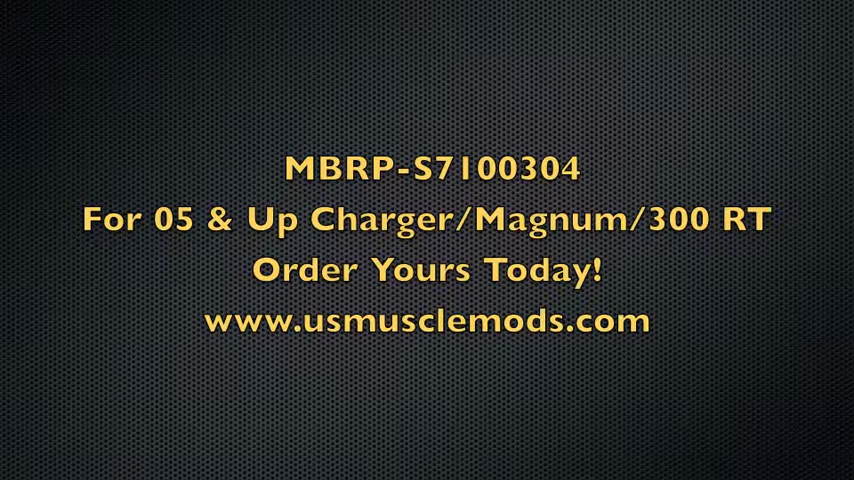 MBRP-S7100304
For 05 & Up Charger/Magnum/300 RT
Order Yours Today!
www.usmusclemods.com